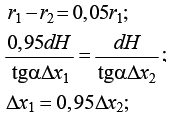 r₁ − r₂ = 0,05r₁;
0,95dH / tgαΔx₁ = dH / tgαΔx₂ ;
Δx₁ = 0,95Δx₂;